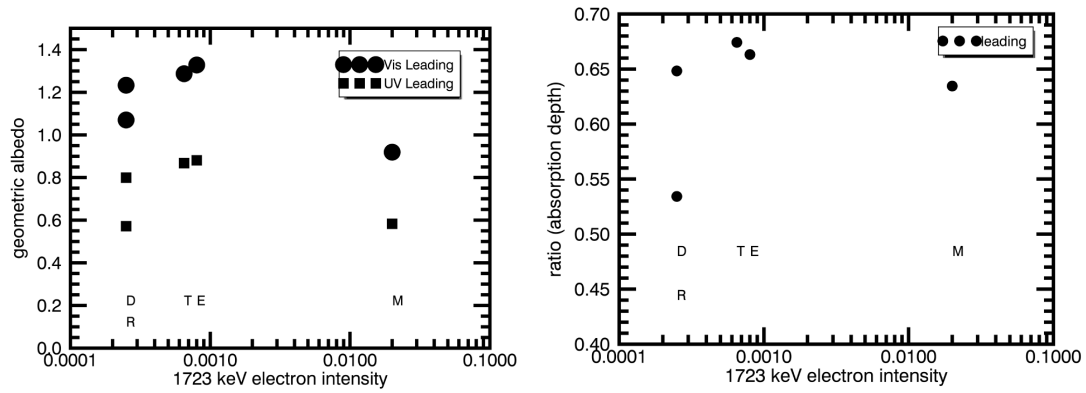 1.4
1.2
1.0
0.8
0.6
0.4
0.2
0.0
geometric albedo
Vis Leading
UV Leading
D
T E
M
R
0.0001
0.0010
0.0100
0.1000
1723 keV electron intensity
0.70
0.65
0.60
0.55
0.50
0.45
0.40
ratio (absorption depth)
leading
D
T E
M
R
0.0001
0.0010
0.0100
0.1000
1723 keV electron intensity